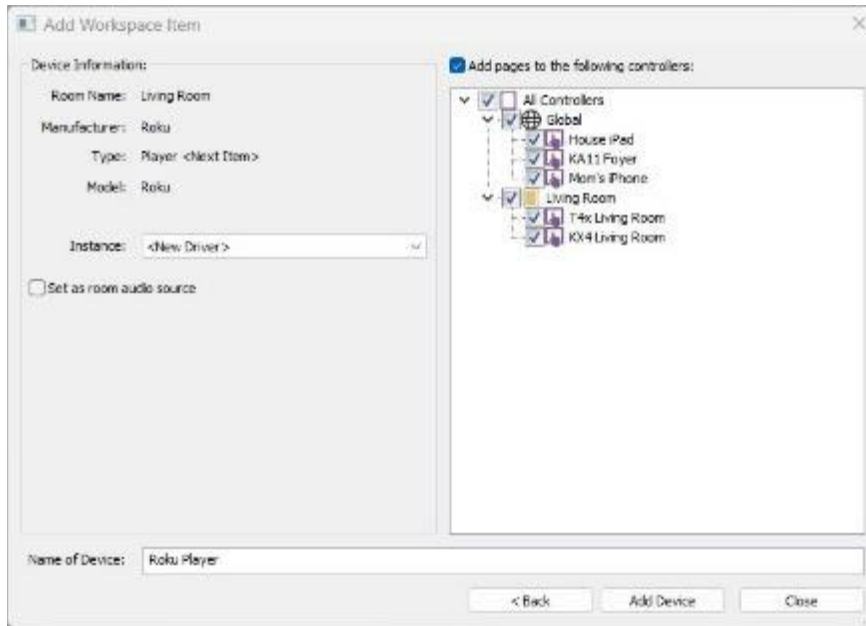 Add Workspace Item
Device Information:
Room Name: Living Room
Manufacturer: Roku
Type: Player <Next Item>
Model: Roku
Instance: <New Driver>
Set as room audio source
Add pages to the following controllers:
All Controllers
Global
House iPad
KA11 Foyer
Mom's iPhone
Living Room
T4x Living Room
KX4 Living Room
Name of Device: Roku Player
< Back Add Device Close